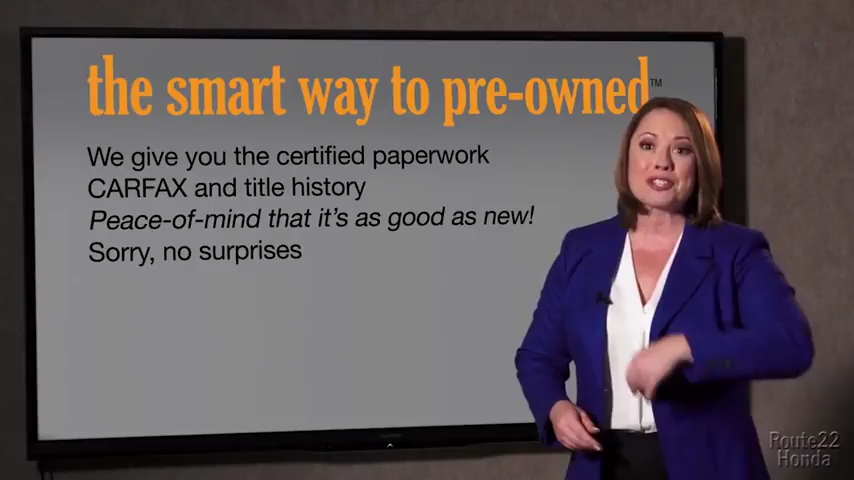 the smart way to pre-owned™
We give you the certified paperwork
CARFAX and title history
Peace-of-mind that it's as good as new!
Sorry, no surprises
Route22
Honda